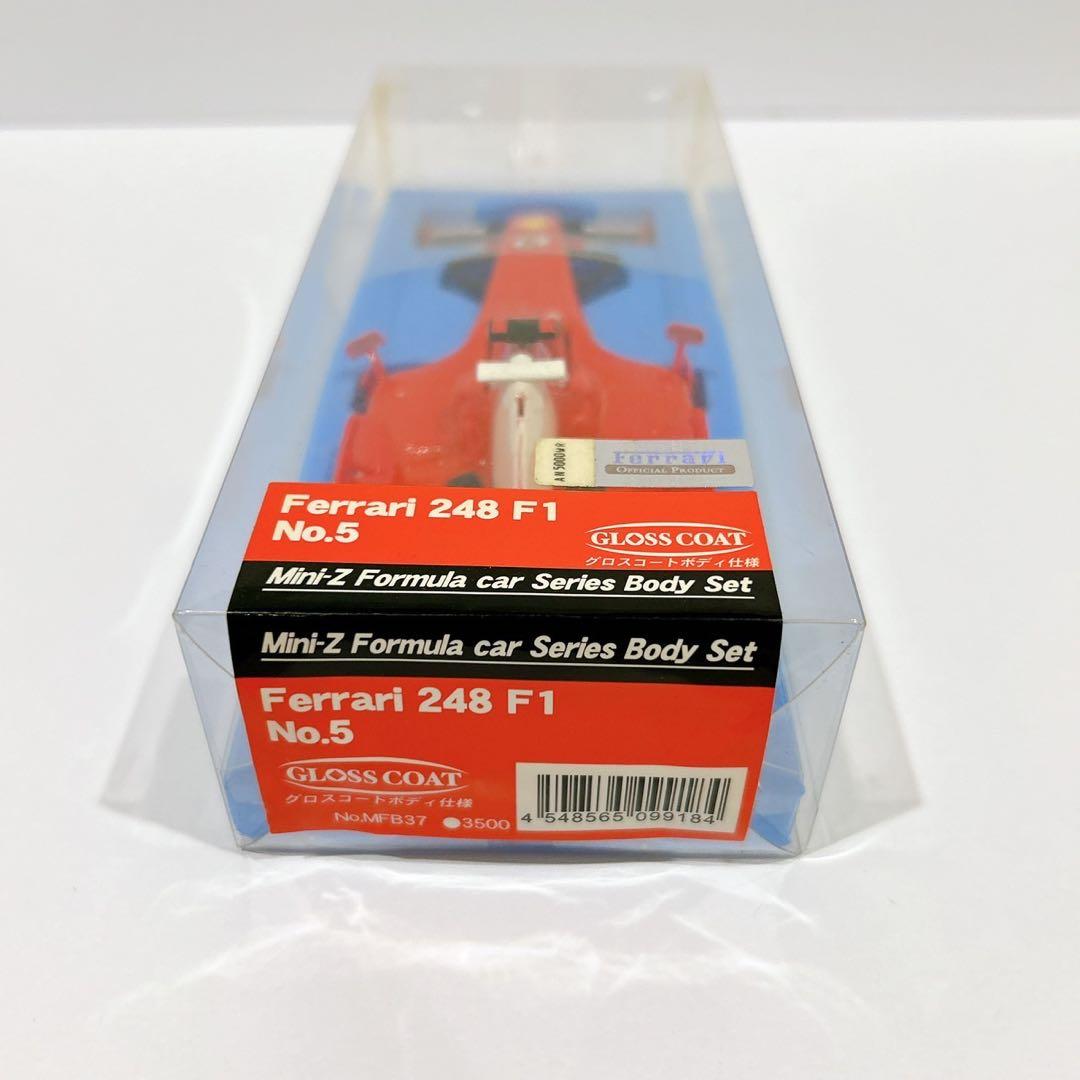 AN5000WR
Ferrari
OFFICIAL PRODUCT
Ferrari 248 F1
No.5
GLOSS COAT
グロスコートボディ仕様
Mini-Z Formula car Series Body Set
Mini-Z Formula car Series Body Set
Ferrari 248 F1
No.5
GLOSS COAT
グロスコートボディ仕様
No.MFB37 ●3500
4 548565 099184